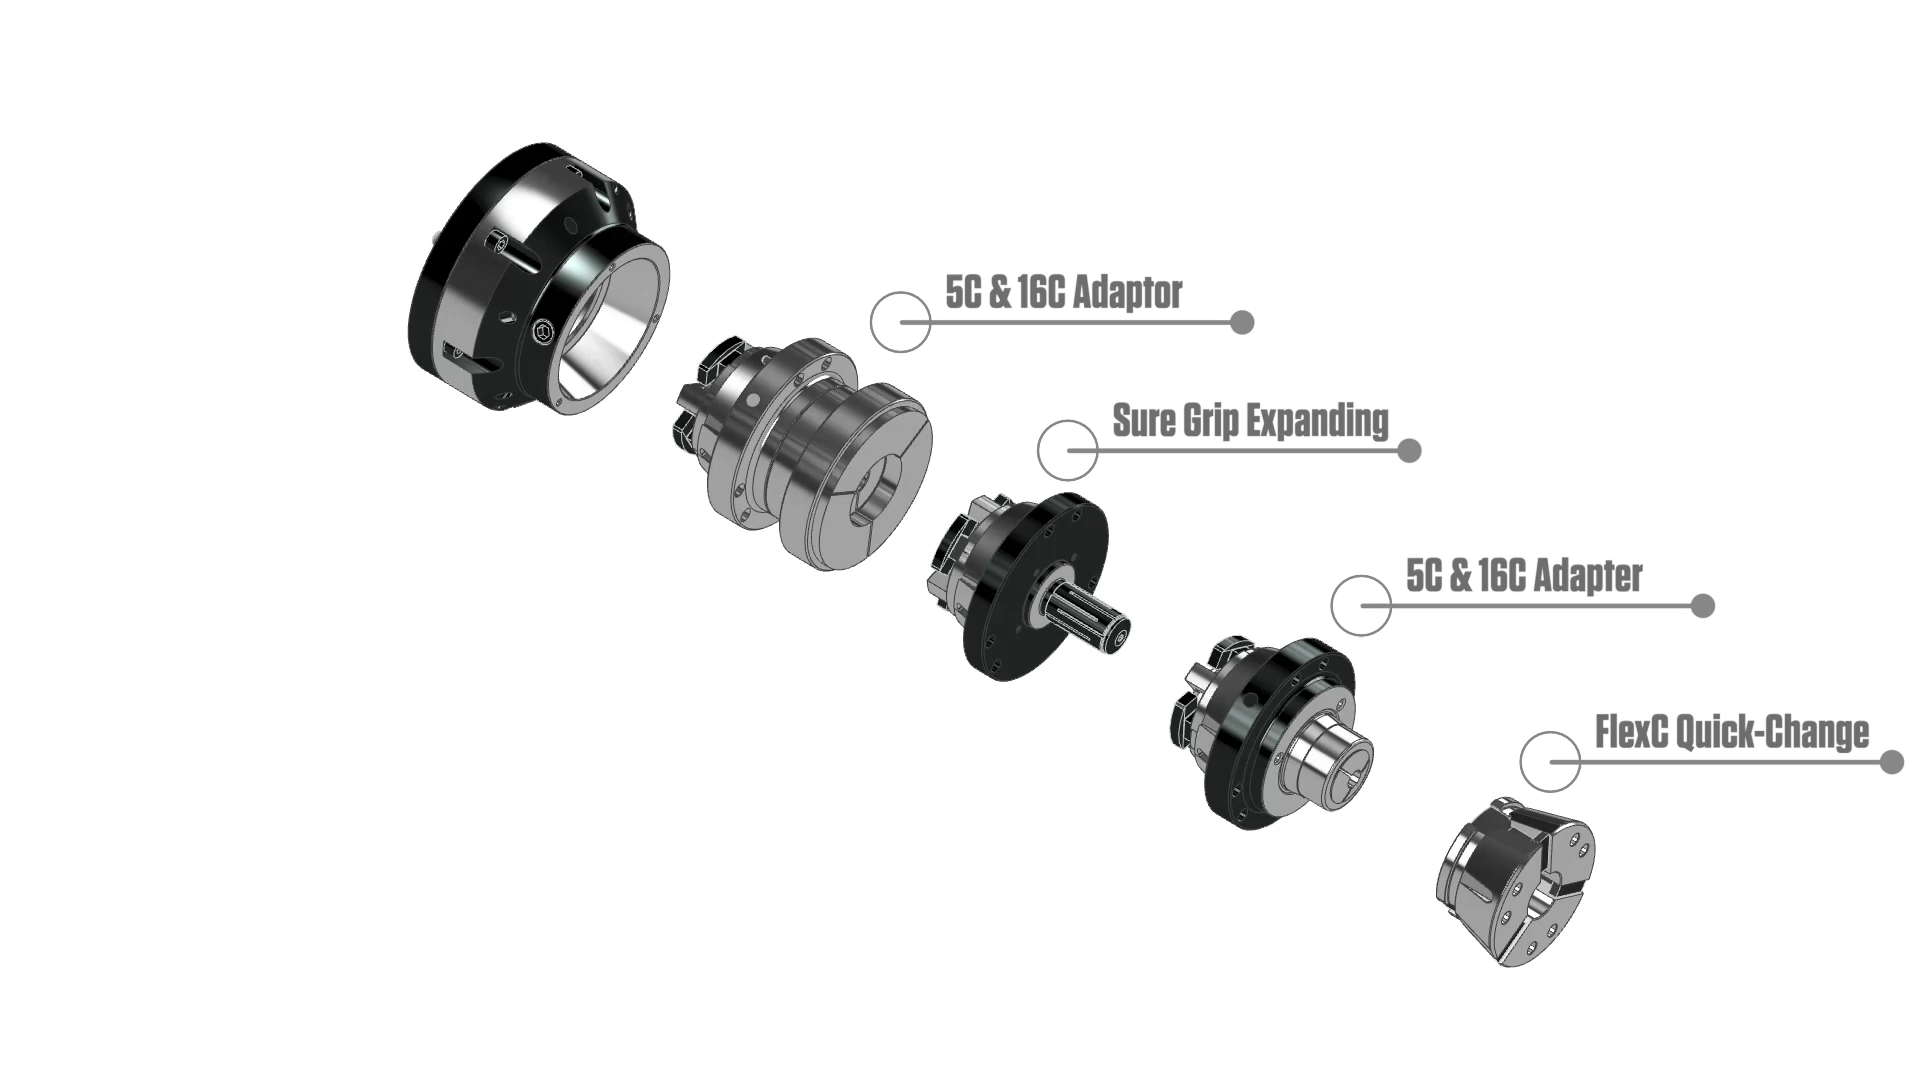 5C & 16C Adaptor
Sure Grip Expanding
5C & 16C Adapter
FlexC Quick-Change